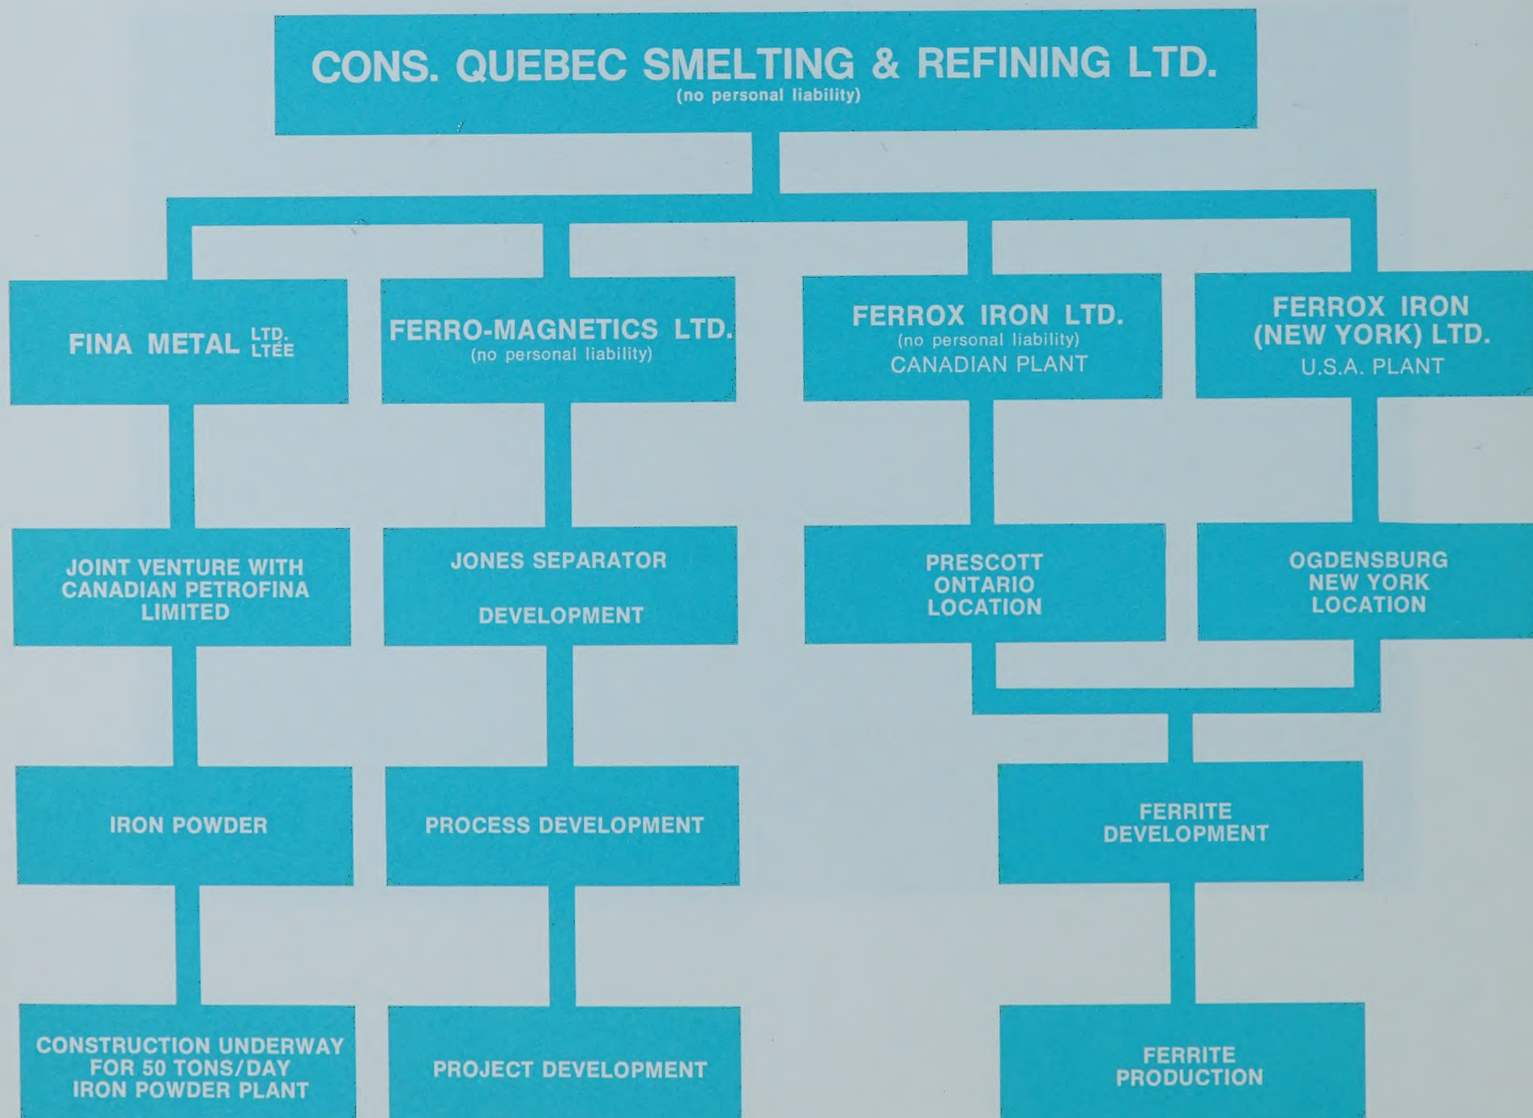 CONS. QUEBEC SMELTING & REFINING LTD.
(no personal liability)
FINA METAL LTD. LTÉE
FERRO-MAGNETICS LTD.
(no personal liability)
FERROX IRON LTD.
(no personal liability)
CANADIAN PLANT
FERROX IRON
(NEW YORK) LTD.
U.S.A. PLANT
JOINT VENTURE WITH
CANADIAN PETROFINA
LIMITED
JONES SEPARATOR
DEVELOPMENT
PRESCOTT
ONTARIO
LOCATION
OGDENSBURG
NEW YORK
LOCATION
IRON POWDER
PROCESS DEVELOPMENT
FERRITE
DEVELOPMENT
CONSTRUCTION UNDERWAY
FOR 50 TONS/DAY
IRON POWDER PLANT
PROJECT DEVELOPMENT
FERRITE
PRODUCTION